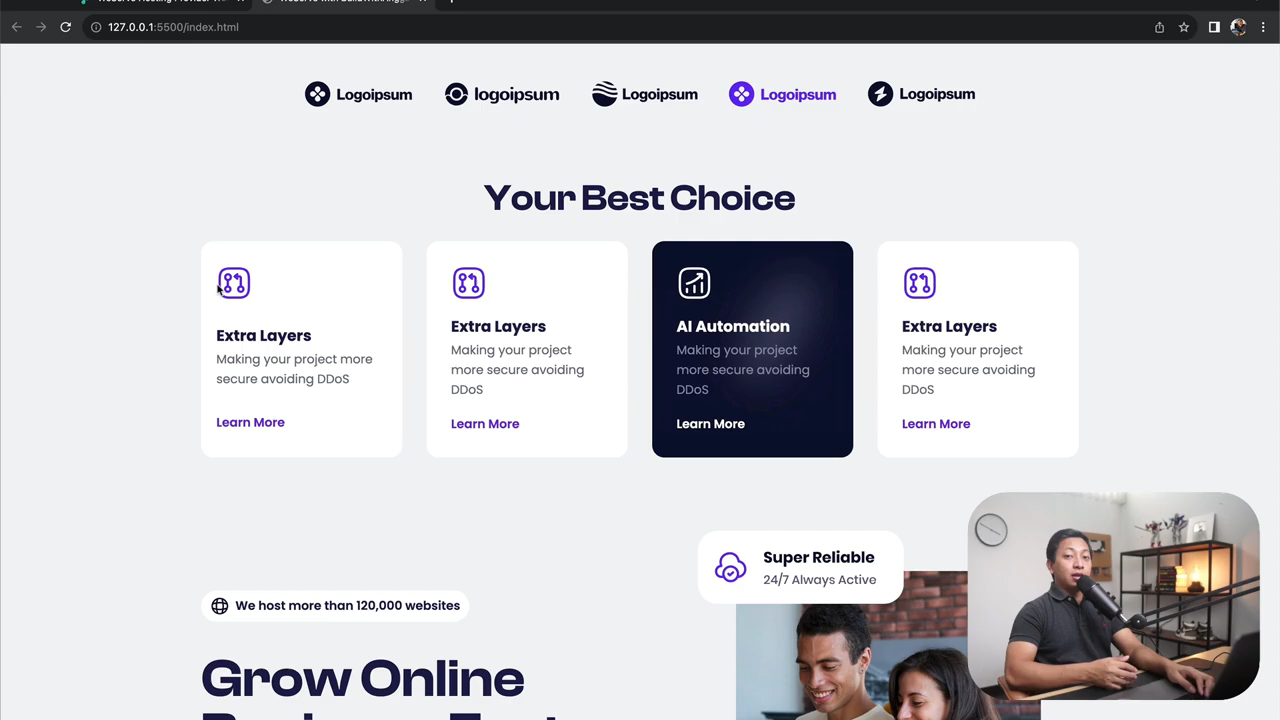 127.0.0.1:5500/index.html
Logoipsum logoipsum Logoipsum Logoipsum Logoipsum
Your Best Choice
Extra Layers
Making your project more
secure avoiding DDoS
Learn More
Extra Layers
Making your project
more secure avoiding
DDoS
Learn More
AI Automation
Making your project
more secure avoiding
DDoS
Learn More
Extra Layers
Making your project
more secure avoiding
DDoS
Learn More
Super Reliable
24/7 Always Active
We host more than 120,000 websites
Grow Online